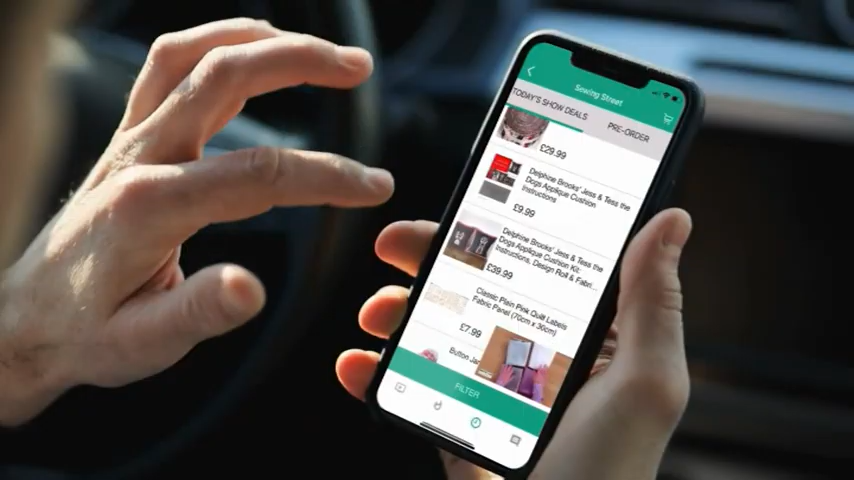 Sewing Street
TODAY'S SHOW DEALS
PRE-ORDER
£29.99
Delphine Brooks' Jess & Tess the
Dogs Applique Cushion
Instructions
£9.99
Delphine Brooks' Jess & Tess the
Dogs Applique Cushion Kit:
Instructions, Design Roll & Fabri...
£39.99
Classic Plain Pink Quilt Labels
Fabric Panel (70cm x 30cm)
£7.99
Button Ja
FILTER